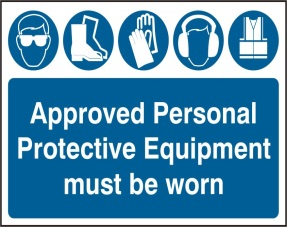 Approved Personal
Protective Equipment
must be worn